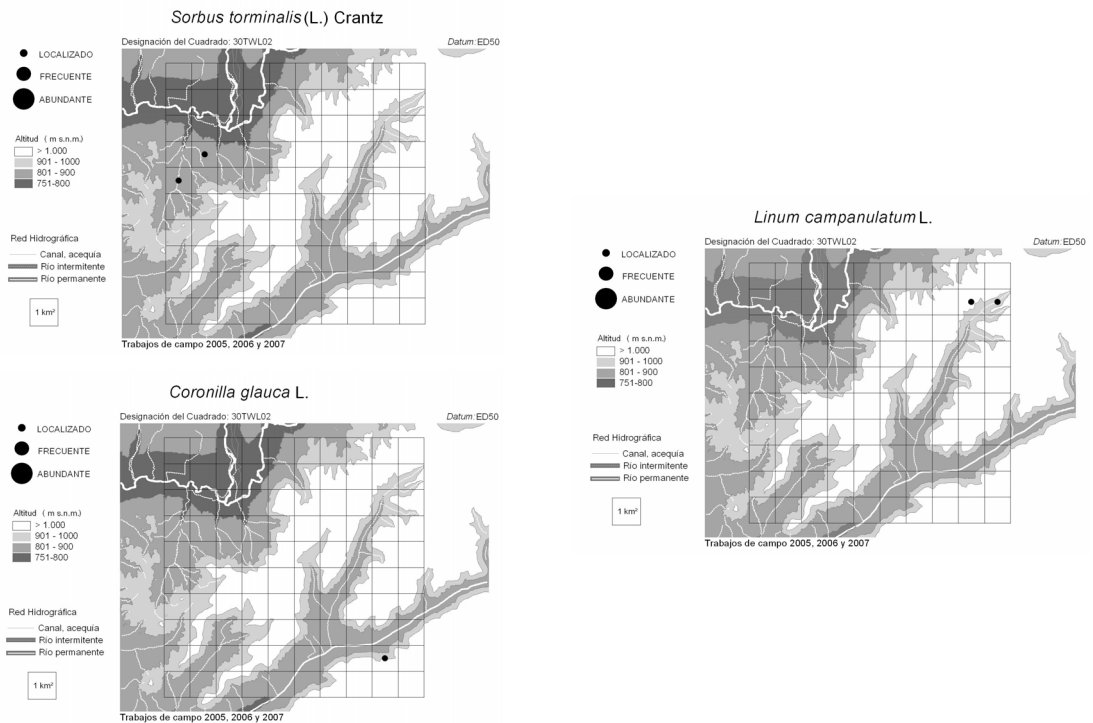 Sorbus torminalis (L.) Crantz
Designación del Cuadrado: 30TWL02 Datum: ED50
LOCALIZADO
FRECUENTE
ABUNDANTE
Altitud ( m s.n.m.)
> 1.000
901 - 1000
801 - 900
751-800
Red Hidrográfica
Canal, acequía
Río intermitente
Río permanente
1 km²
Trabajos de campo 2005, 2006 y 2007
Coronilla glauca L.
Designación del Cuadrado: 30TWL02 Datum: ED50
LOCALIZADO
FRECUENTE
ABUNDANTE
Altitud ( m s.n.m.)
> 1.000
901 - 1000
801 - 900
751-800
Red Hidrográfica
Canal, acequía
Río intermitente
Río permanente
1 km²
Trabajos de campo 2005, 2006 y 2007
Linum campanulatum L.
Designación del Cuadrado: 30TWL02 Datum: ED50
LOCALIZADO
FRECUENTE
ABUNDANTE
Altitud ( m s.n.m.)
> 1.000
901 - 1000
801 - 900
751-800
Red Hidrográfica
Canal, acequía
Río intermitente
Río permanente
1 km²
Trabajos de campo 2005, 2006 y 2007